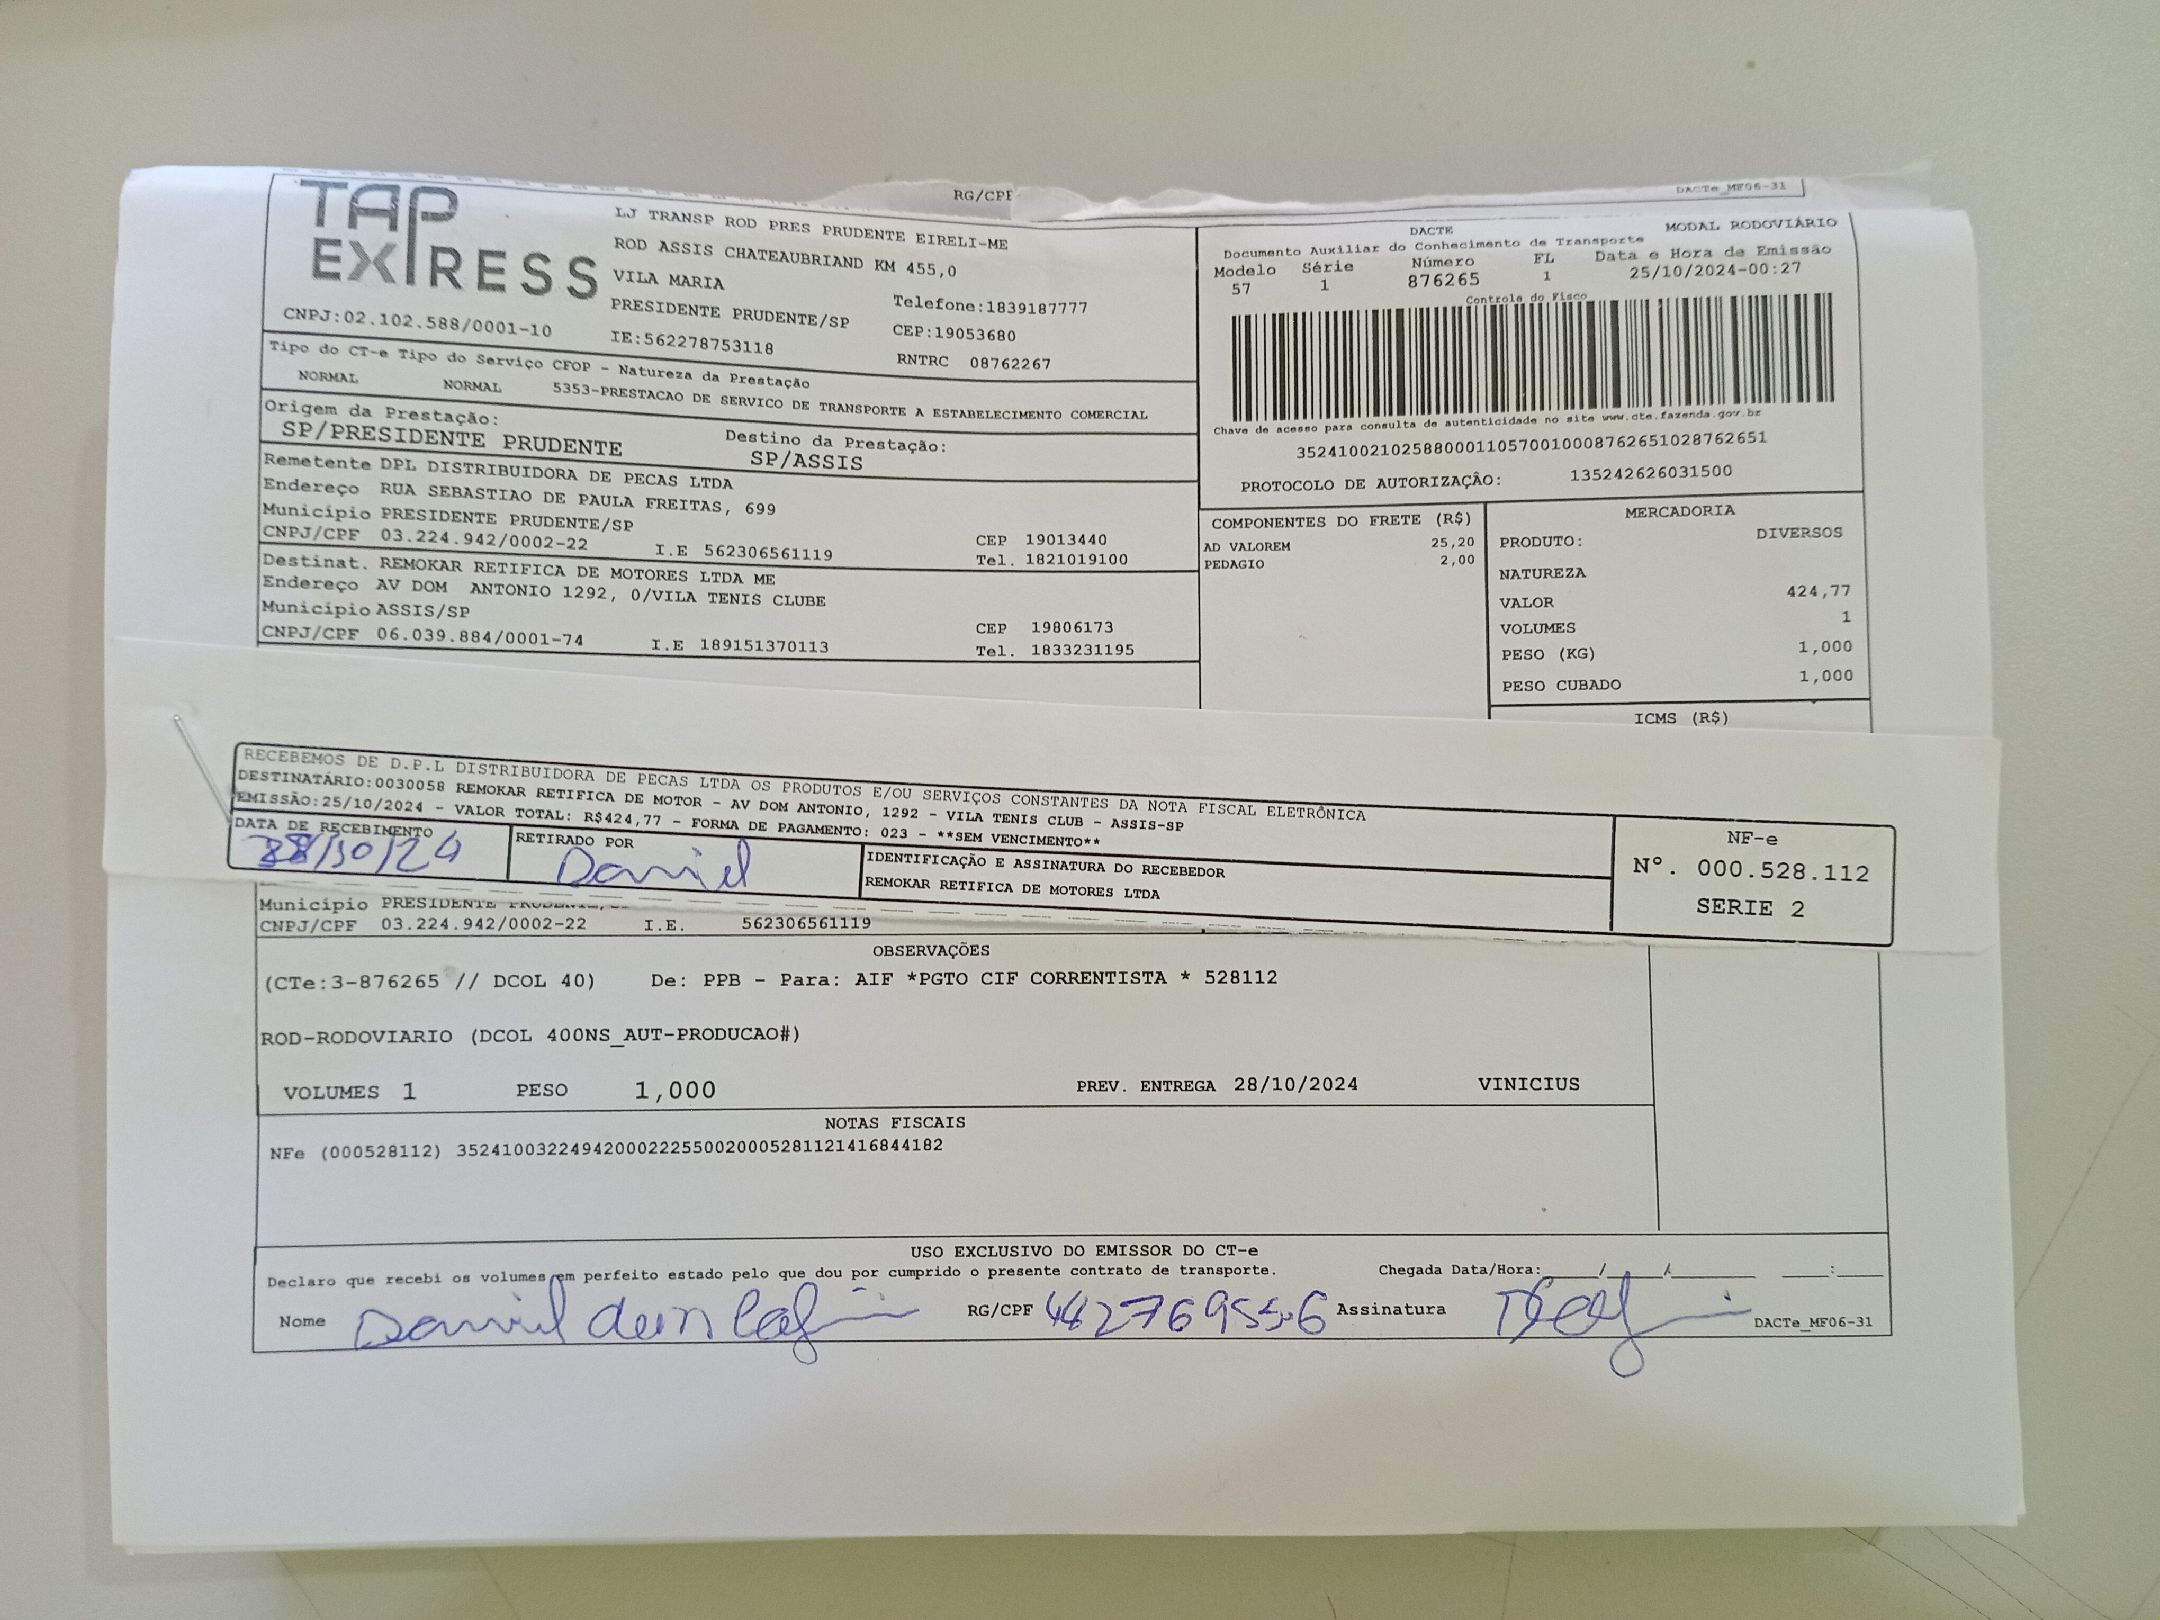 RG/CPF
DACTe_MF06-31
TAP EXPRESS
LJ TRANSP ROD PRES PRUDENTE EIRELI-ME
ROD ASSIS CHATEAUBRIAND KM 455,0
VILA MARIA
PRESIDENTE PRUDENTE/SP
Telefone:1839187777
CNPJ:02.102.588/0001-10
IE:562278753118
CEP:19053680
RNTRC 08762267
DACTE
MODAL RODOVIÁRIO
Documento Auxiliar do Conhecimento de Transporte
Modelo Série Número FL Data e Hora de Emissão
57 1 876265 1 25/10/2024-00:27
Controle do Fisco
Chave de acesso para consulta de autenticidade no site www.cte.fazenda.gov.br
35241002102588000110570010008762651028762651
PROTOCOLO DE AUTORIZAÇÃO: 135242626031500
Tipo do CT-e Tipo do Serviço CFOP - Natureza da Prestação
NORMAL NORMAL 5353-PRESTACAO DE SERVICO DE TRANSPORTE A ESTABELECIMENTO COMERCIAL
Origem da Prestação: Destino da Prestação:
SP/PRESIDENTE PRUDENTE SP/ASSIS
Remetente DPL DISTRIBUIDORA DE PECAS LTDA
Endereço RUA SEBASTIAO DE PAULA FREITAS, 699
Município PRESIDENTE PRUDENTE/SP CEP 19013440
CNPJ/CPF 03.224.942/0002-22 I.E 562306561119 Tel. 1821019100
Destinat. REMOKAR RETIFICA DE MOTORES LTDA ME
Endereço AV DOM ANTONIO 1292, 0/VILA TENIS CLUBE
Município ASSIS/SP CEP 19806173
CNPJ/CPF 06.039.884/0001-74 I.E 189151370113 Tel. 1833231195
COMPONENTES DO FRETE (R$)
AD VALOREM 25,20
PEDAGIO 2,00
MERCADORIA
PRODUTO: DIVERSOS
NATUREZA
VALOR 424,77
VOLUMES 1
PESO (KG) 1,000
PESO CUBADO 1,000
ICMS (R$)
RECEBEMOS DE D.P.L DISTRIBUIDORA DE PECAS LTDA OS PRODUTOS E/OU SERVIÇOS CONSTANTES DA NOTA FISCAL ELETRÔNICA
DESTINATÁRIO:0030058 REMOKAR RETIFICA DE MOTOR - AV DOM ANTONIO, 1292 - VILA TENIS CLUB - ASSIS-SP
EMISSÃO:25/10/2024 - VALOR TOTAL: R$424,77 - FORMA DE PAGAMENTO: 023 - **SEM VENCIMENTO**
DATA DE RECEBIMENTO
28/10/24
RETIRADO POR
Daniel
IDENTIFICAÇÃO E ASSINATURA DO RECEBEDOR
REMOKAR RETIFICA DE MOTORES LTDA
NF-e
Nº. 000.528.112
SERIE 2
Município PRESIDENTE PRUDENTE/
CNPJ/CPF 03.224.942/0002-22 I.E. 562306561119
OBSERVAÇÕES
(CTe:3-876265 // DCOL 40) De: PPB - Para: AIF *PGTO CIF CORRENTISTA * 528112
ROD-RODOVIARIO (DCOL 400NS_AUT-PRODUCAO#)
VOLUMES 1 PESO 1,000 PREV. ENTREGA 28/10/2024 VINICIUS
NOTAS FISCAIS
NFe (000528112) 35241003224942000222550020005281121416844182
USO EXCLUSIVO DO EMISSOR DO CT-e
Declaro que recebi os volumes em perfeito estado pelo que dou por cumprido o presente contrato de transporte. Chegada Data/Hora:____/____/________ ____:____
Nome Daniel RG/CPF 442769556 Assinatura
DACTe_MF06-31